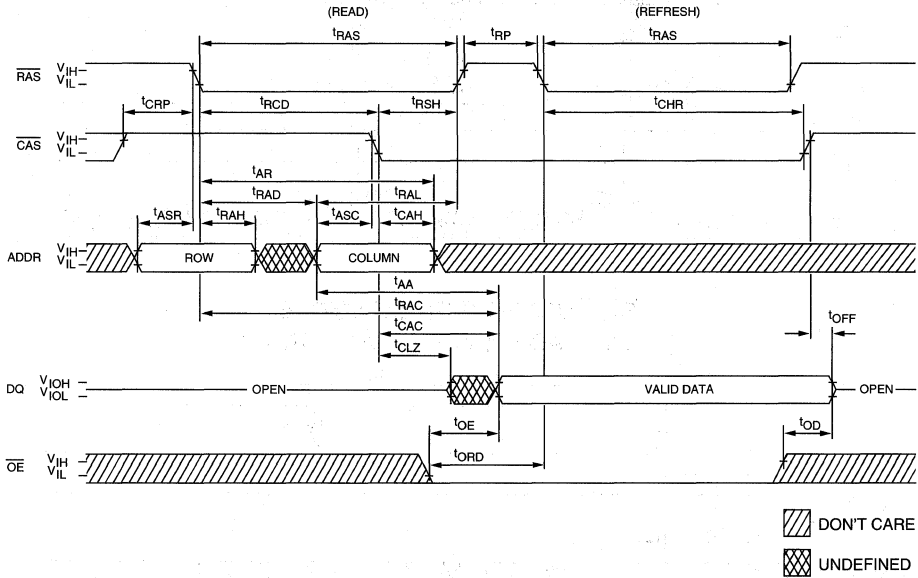 (READ) (REFRESH)
tRAS tRP tRAS
RAS VIH VIL
tCRP tRCD tRSH tCHR
CAS VIH VIL
tAR
tRAD tRAL
tASR tRAH tASC tCAH
ADDR VIH VIL ROW COLUMN
tAA
tRAC
tCAC tOFF
tCLZ
DQ VIOH VIOL OPEN VALID DATA OPEN
tOE tOD
tORD
OE VIH VIL
DON'T CARE
UNDEFINED